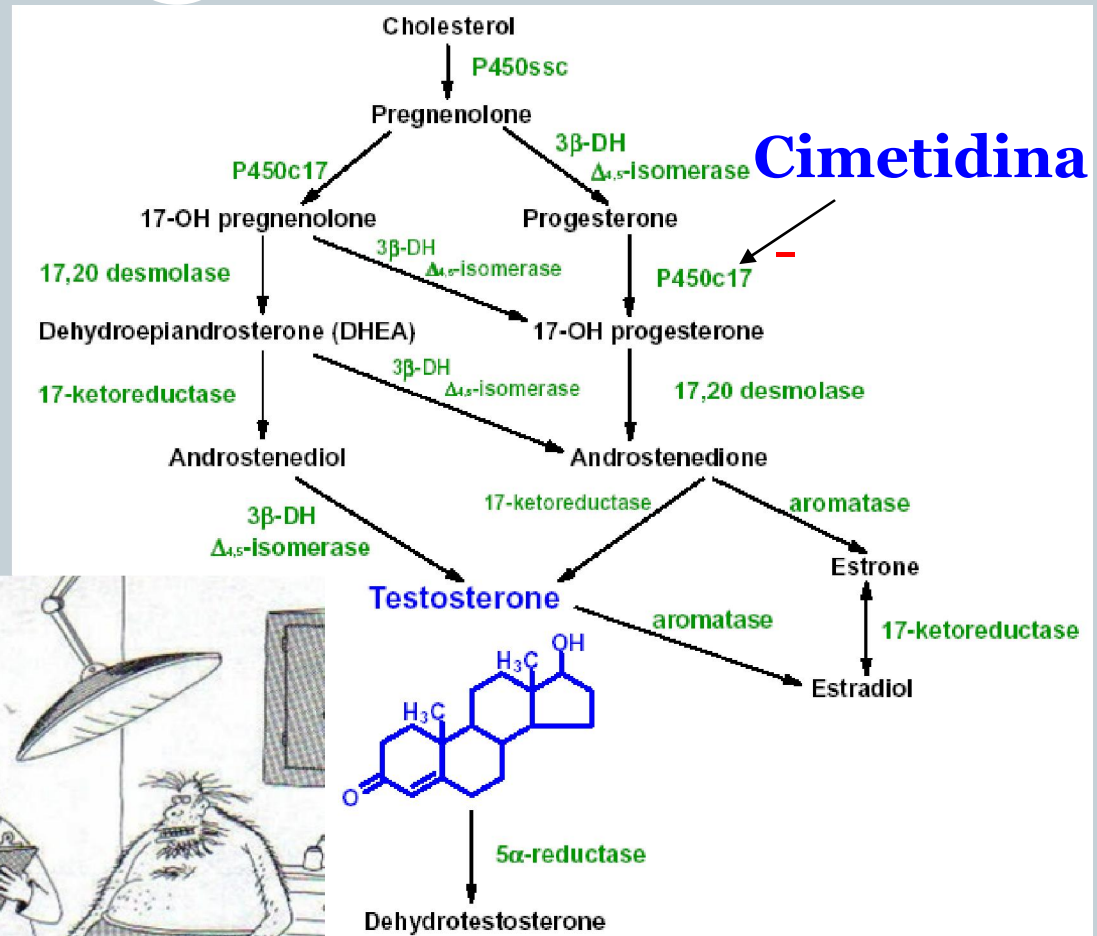 Cholesterol
P450ssc
Pregnenolone
3β-DH
Δ4,5-isomerase
Cimetidina
P450c17
17-OH pregnenolone
Progesterone
3β-DH
Δ4,5-isomerase
–
17,20 desmolase
P450c17
Dehydroepiandrosterone (DHEA)
17-OH progesterone
3β-DH
Δ4,5-isomerase
17-ketoreductase
17,20 desmolase
Androstenediol
Androstenedione
17-ketoreductase
aromatase
3β-DH
Δ4,5-isomerase
Estrone
Testosterone
aromatase
17-ketoreductase
OH
H3C
Estradiol
H3C
O
5α-reductase
Dehydrotestosterone